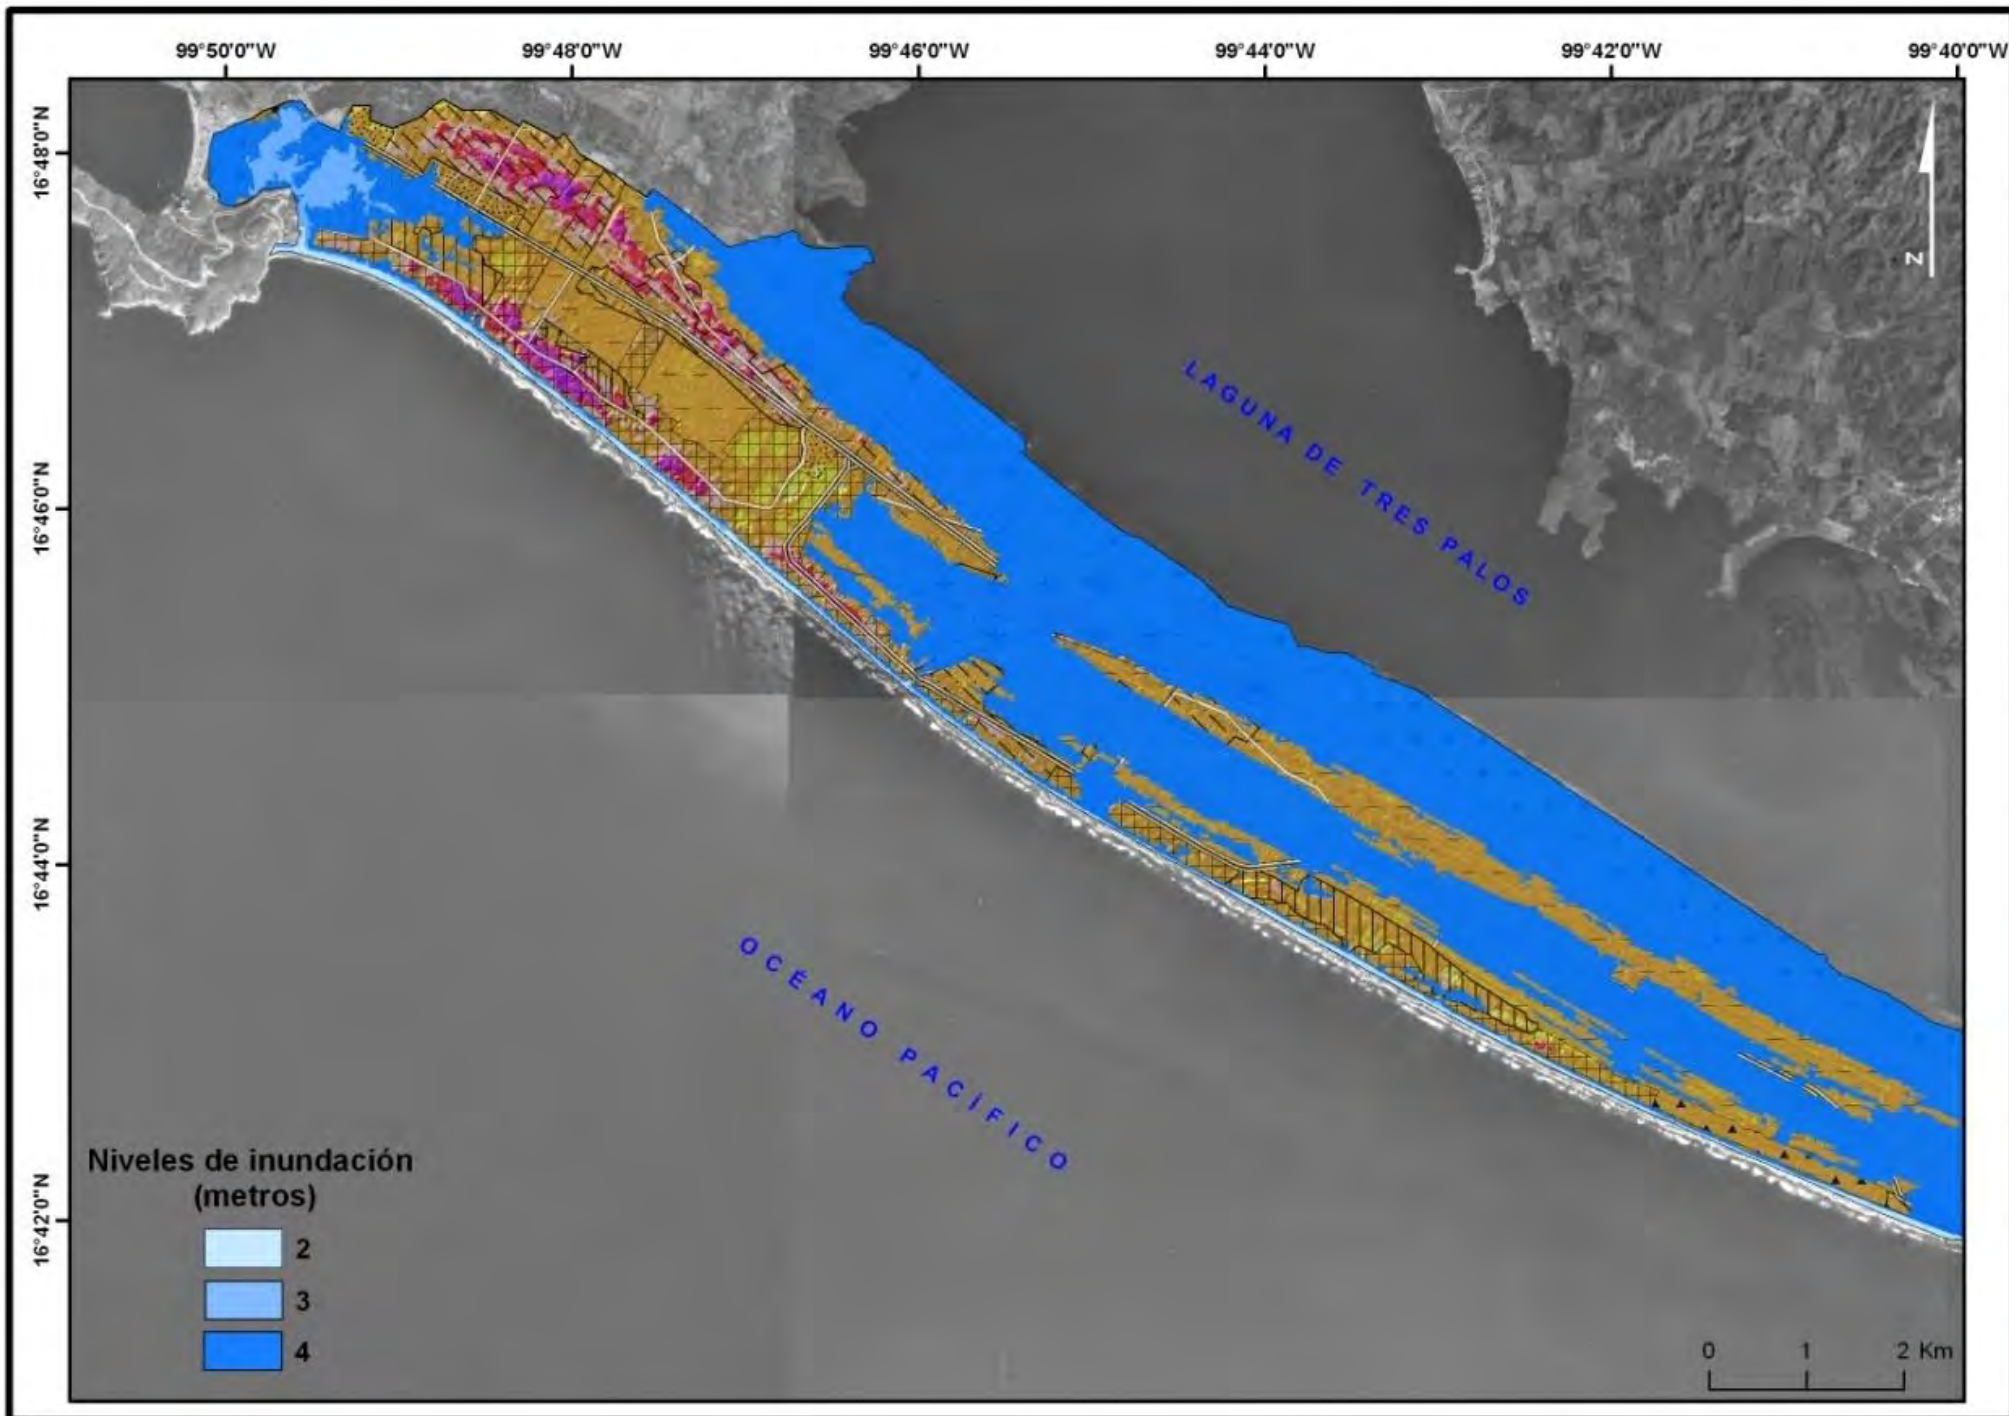 99°50'0"W
99°48'0"W
99°46'0"W
99°44'0"W
99°42'0"W
99°40'0"W
16°48'0"N
16°46'0"N
16°44'0"N
16°42'0"N
N
LAGUNA DE TRES PALOS
OCÉANO PACÍFICO
Niveles de inundación
(metros)
2
3
4
0 1 2 Km